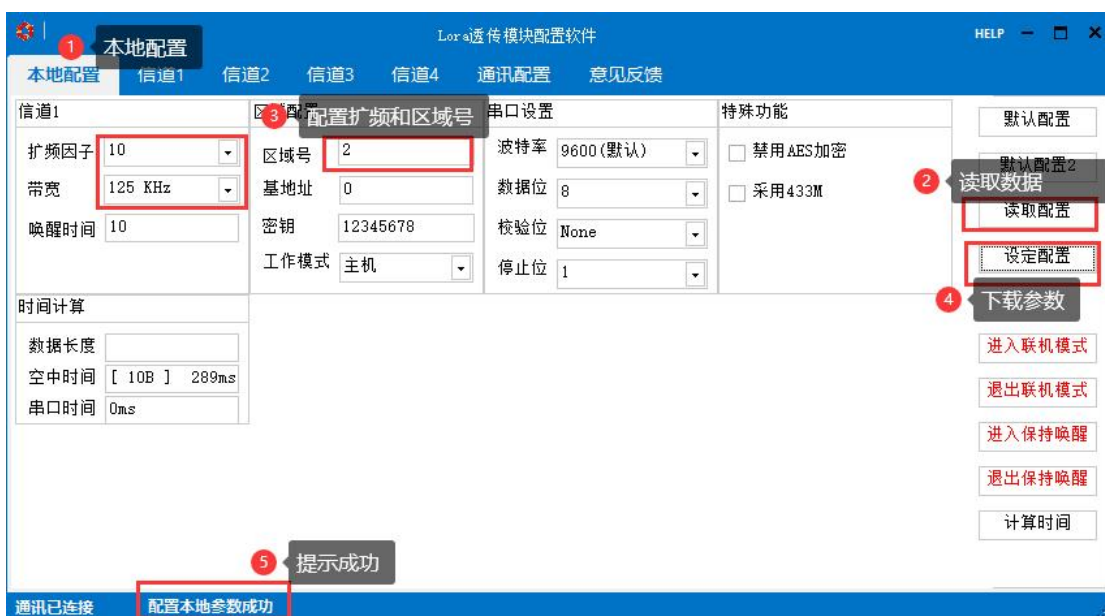 Lora透传模块配置软件
HELP
1 本地配置
本地配置 信道1 信道2 信道3 信道4 通讯配置 意见反馈
信道1
扩频因子 10
带宽 125 KHz
唤醒时间 10
3 配置扩频和区域号
区域号 2
基地址 0
密钥 12345678
工作模式 主机
串口设置
波特率 9600(默认)
数据位 8
校验位 None
停止位 1
特殊功能
禁用AES加密
采用433M
默认配置
默认配置2
2 读取数据
读取配置
设定配置
4 下载参数
进入联机模式
退出联机模式
进入保持唤醒
退出保持唤醒
计算时间
时间计算
数据长度
空中时间 [ 10B ] 289ms
串口时间 0ms
5 提示成功
通讯已连接 配置本地参数成功